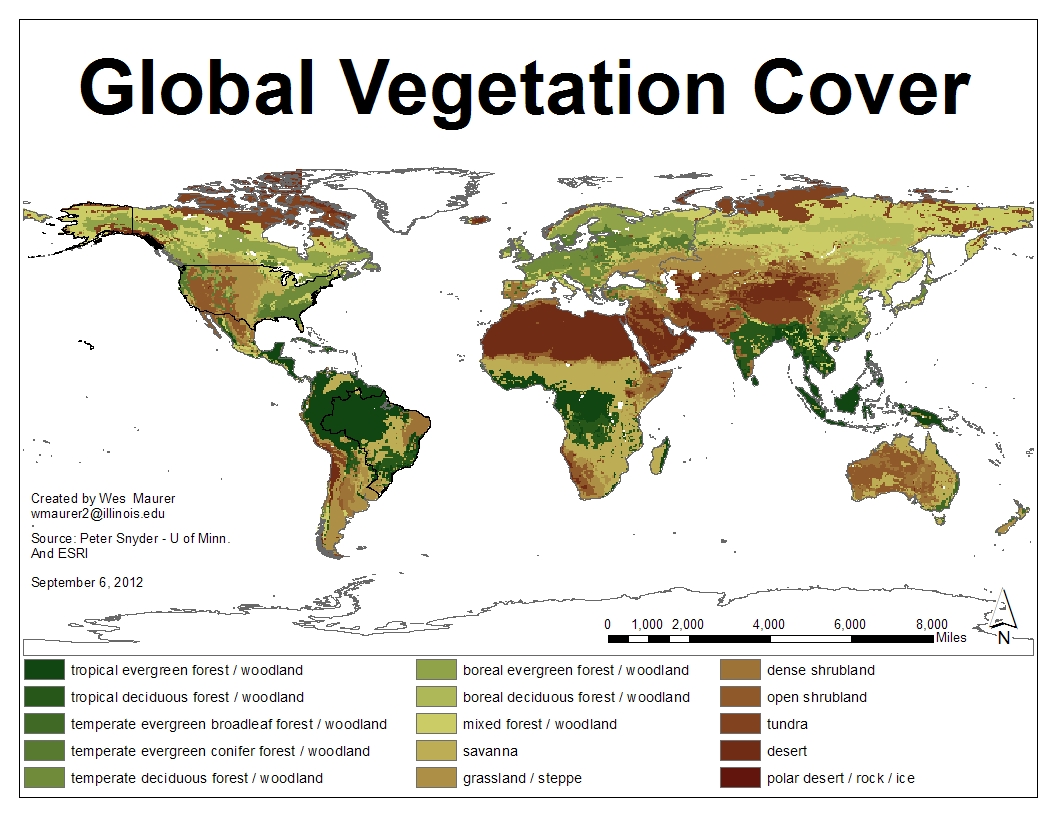 Global Vegetation Cover
Created by Wes Maurer
wmaurer2@illinois.edu
.
Source: Peter Snyder - U of Minn.
And ESRI
September 6, 2012
0 1,000 2,000 4,000 6,000 8,000
Miles
N
tropical evergreen forest / woodland
tropical deciduous forest / woodland
temperate evergreen broadleaf forest / woodland
temperate evergreen conifer forest / woodland
temperate deciduous forest / woodland
boreal evergreen forest / woodland
boreal deciduous forest / woodland
mixed forest / woodland
savanna
grassland / steppe
dense shrubland
open shrubland
tundra
desert
polar desert / rock / ice